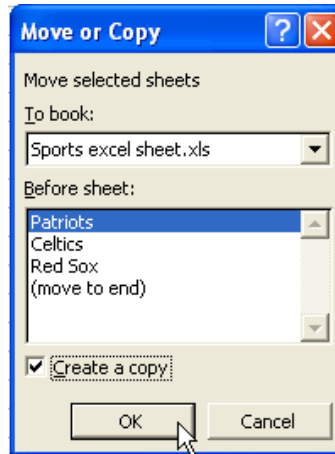 Move or Copy
Move selected sheets
To book:
Sports excel sheet.xls
Before sheet:
Patriots
Celtics
Red Sox
(move to end)
Create a copy
OK
Cancel